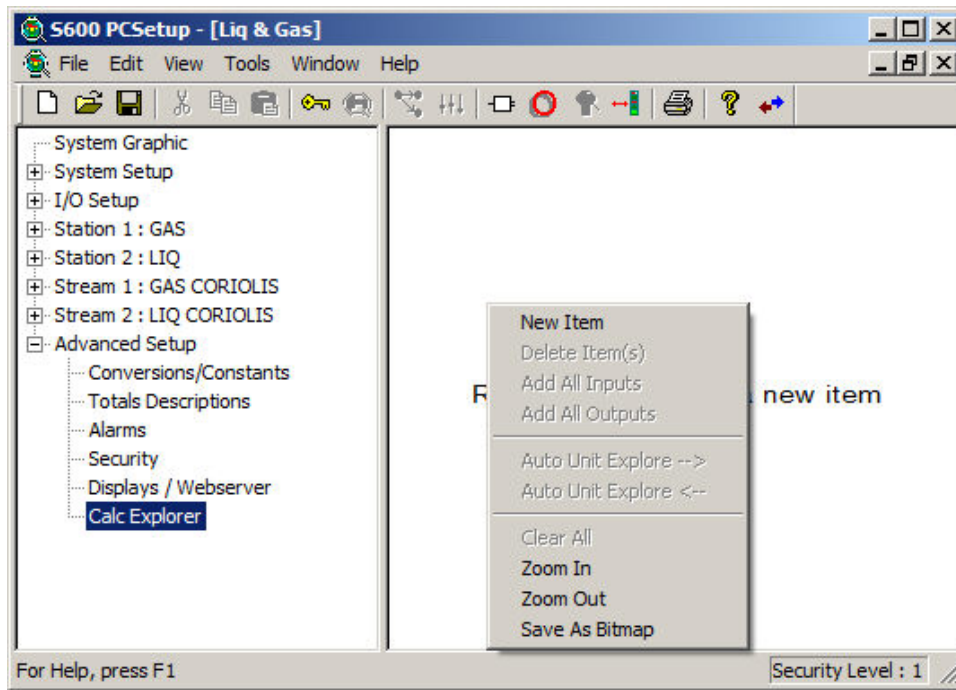 S600 PCSetup - [Liq & Gas]
File Edit View Tools Window Help
System Graphic
System Setup
I/O Setup
Station 1 : GAS
Station 2 : LIQ
Stream 1 : GAS CORIOLIS
Stream 2 : LIQ CORIOLIS
Advanced Setup
Conversions/Constants
Totals Descriptions
Alarms
Security
Displays / Webserver
Calc Explorer
new item
New Item
Delete Item(s)
Add All Inputs
Add All Outputs
Auto Unit Explore -->
Auto Unit Explore <--
Clear All
Zoom In
Zoom Out
Save As Bitmap
For Help, press F1
Security Level : 1